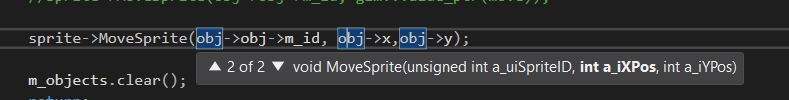 sprite->MoveSprite(obj->obj->m_id, obj->x,obj->y);
▲ 2 of 2 ▼ void MoveSprite(unsigned int a_uiSpriteID, int a_iXPos, int a_iYPos)
m_objects.clear();